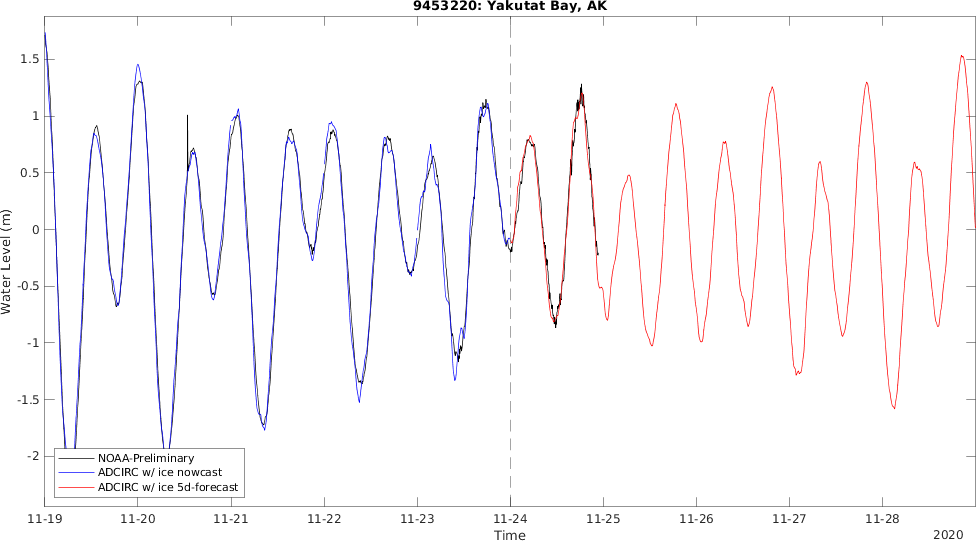 9453220: Yakutat Bay, AK
Water Level (m)
1.5
1
0.5
0
-0.5
-1
-1.5
-2
NOAA-Preliminary
ADCIRC w/ ice nowcast
ADCIRC w/ ice 5d-forecast
11-19 11-20 11-21 11-22 11-23 11-24 11-25 11-26 11-27 11-28
Time
2020